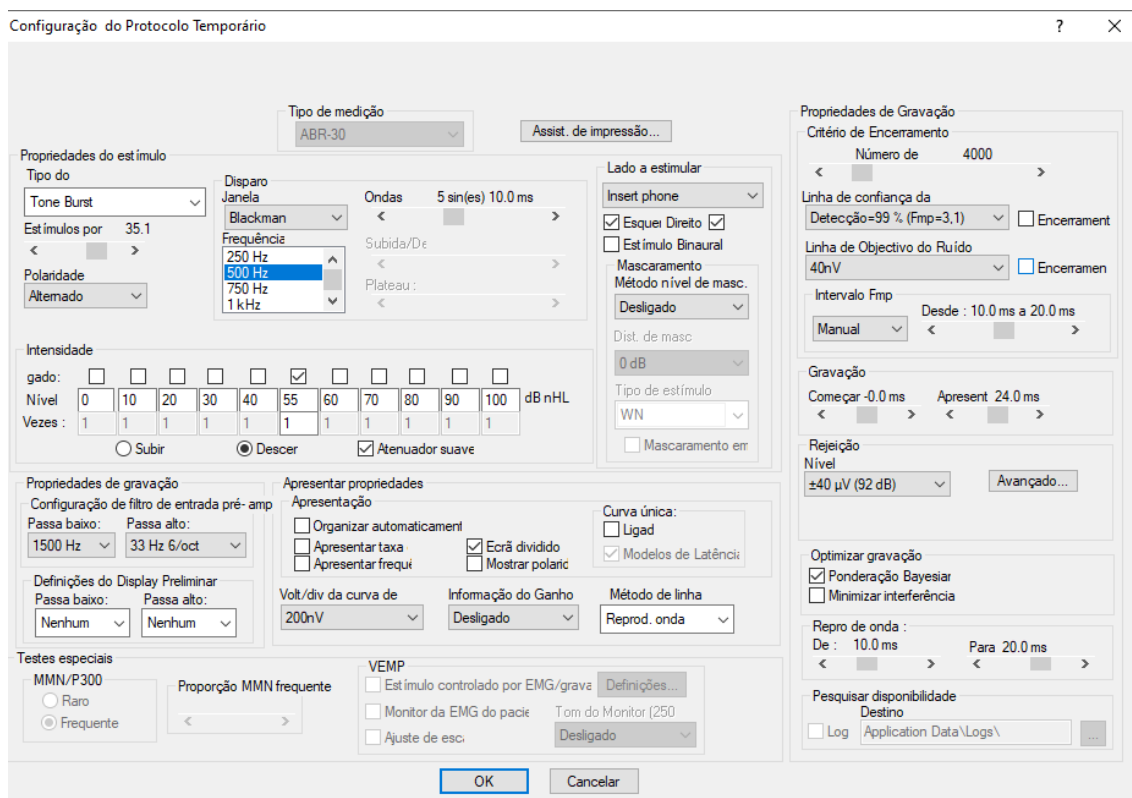 Configuração do Protocolo Temporário
?
Tipo de medição
ABR-30
Assist. de impressão...
Propriedades do estímulo
Tipo do
Tone Burst
Estímulos por 35.1
Polaridade
Alternado
Disparo
Janela
Blackman
Frequência
250 Hz
500 Hz
750 Hz
1 kHz
Ondas 5 sin(es) 10.0 ms
Subida/De
Plateau :
Lado a estimular
Insert phone
Esquei Direito
Estímulo Binaural
Mascaramento
Método nível de masc.
Desligado
Dist. de masc
0 dB
Tipo de estímulo
WN
Mascaramento em
Intensidade
gado:
Nível 0 10 20 30 40 55 60 70 80 90 100 dB nHL
Vezes : 1 1 1 1 1 1 1 1 1 1 1
Subir Descer Atenuador suave
Propriedades de gravação
Configuração de filtro de entrada pré- amp
Passa baixo: Passa alto:
1500 Hz 33 Hz 6/oct
Definições do Display Preliminar
Passa baixo: Passa alto:
Nenhum Nenhum
Apresentar propriedades
Apresentação
Organizar automaticament
Apresentar taxa Ecrã dividido
Apresentar frequê Mostrar polarid
Curva única:
Ligad
Modelos de Latência
Volt/div da curva de Informação do Ganho Método de linha
200nV Desligado Reprod. onda
Testes especiais
MMN/P300
Raro
Frequente
Proporção MMN frequente
VEMP
Estímulo controlado por EMG/grava Definições...
Monitor da EMG do pacie Tom do Monitor (250
Ajuste de esca Desligado
Propriedades de Gravação
Critério de Encerramento
Número de 4000
Linha de confiança da
Detecção=99 % (Fmp=3,1) Encerrament
Linha de Objectivo do Ruído
40nV Encerramen
Intervalo Fmp
Manual
Desde : 10.0 ms a 20.0 ms
Gravação
Começar -0.0 ms Apresent 24.0 ms
Rejeição
Nível
±40 µV (92 dB) Avançado...
Optimizar gravação
Ponderação Bayesiar
Minimizar interferência
Repro de onda :
De : 10.0 ms Para 20.0 ms
Pesquisar disponibilidade
Destino
Log Application Data\Logs\ ...
OK Cancelar